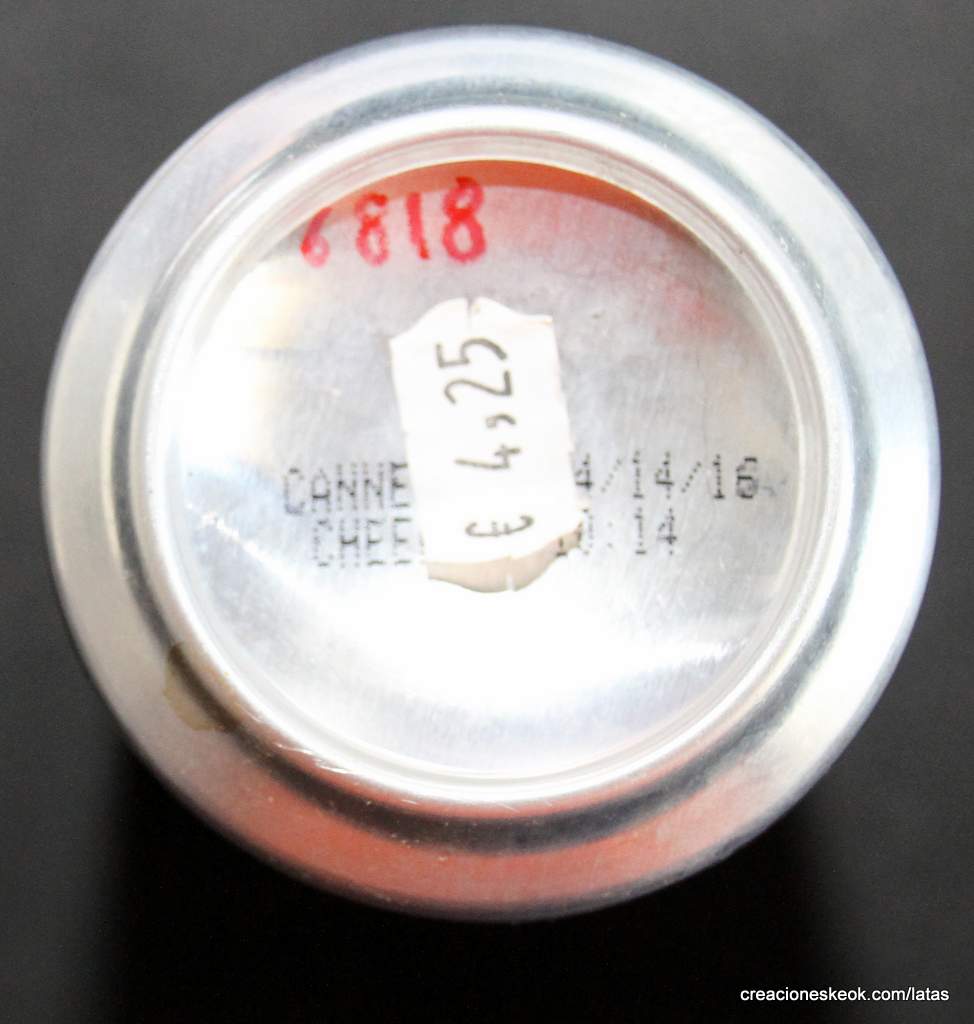 6818
€ 4,25
CANNE 4/14/16
CHEE :14
creacioneskeok.com/latas